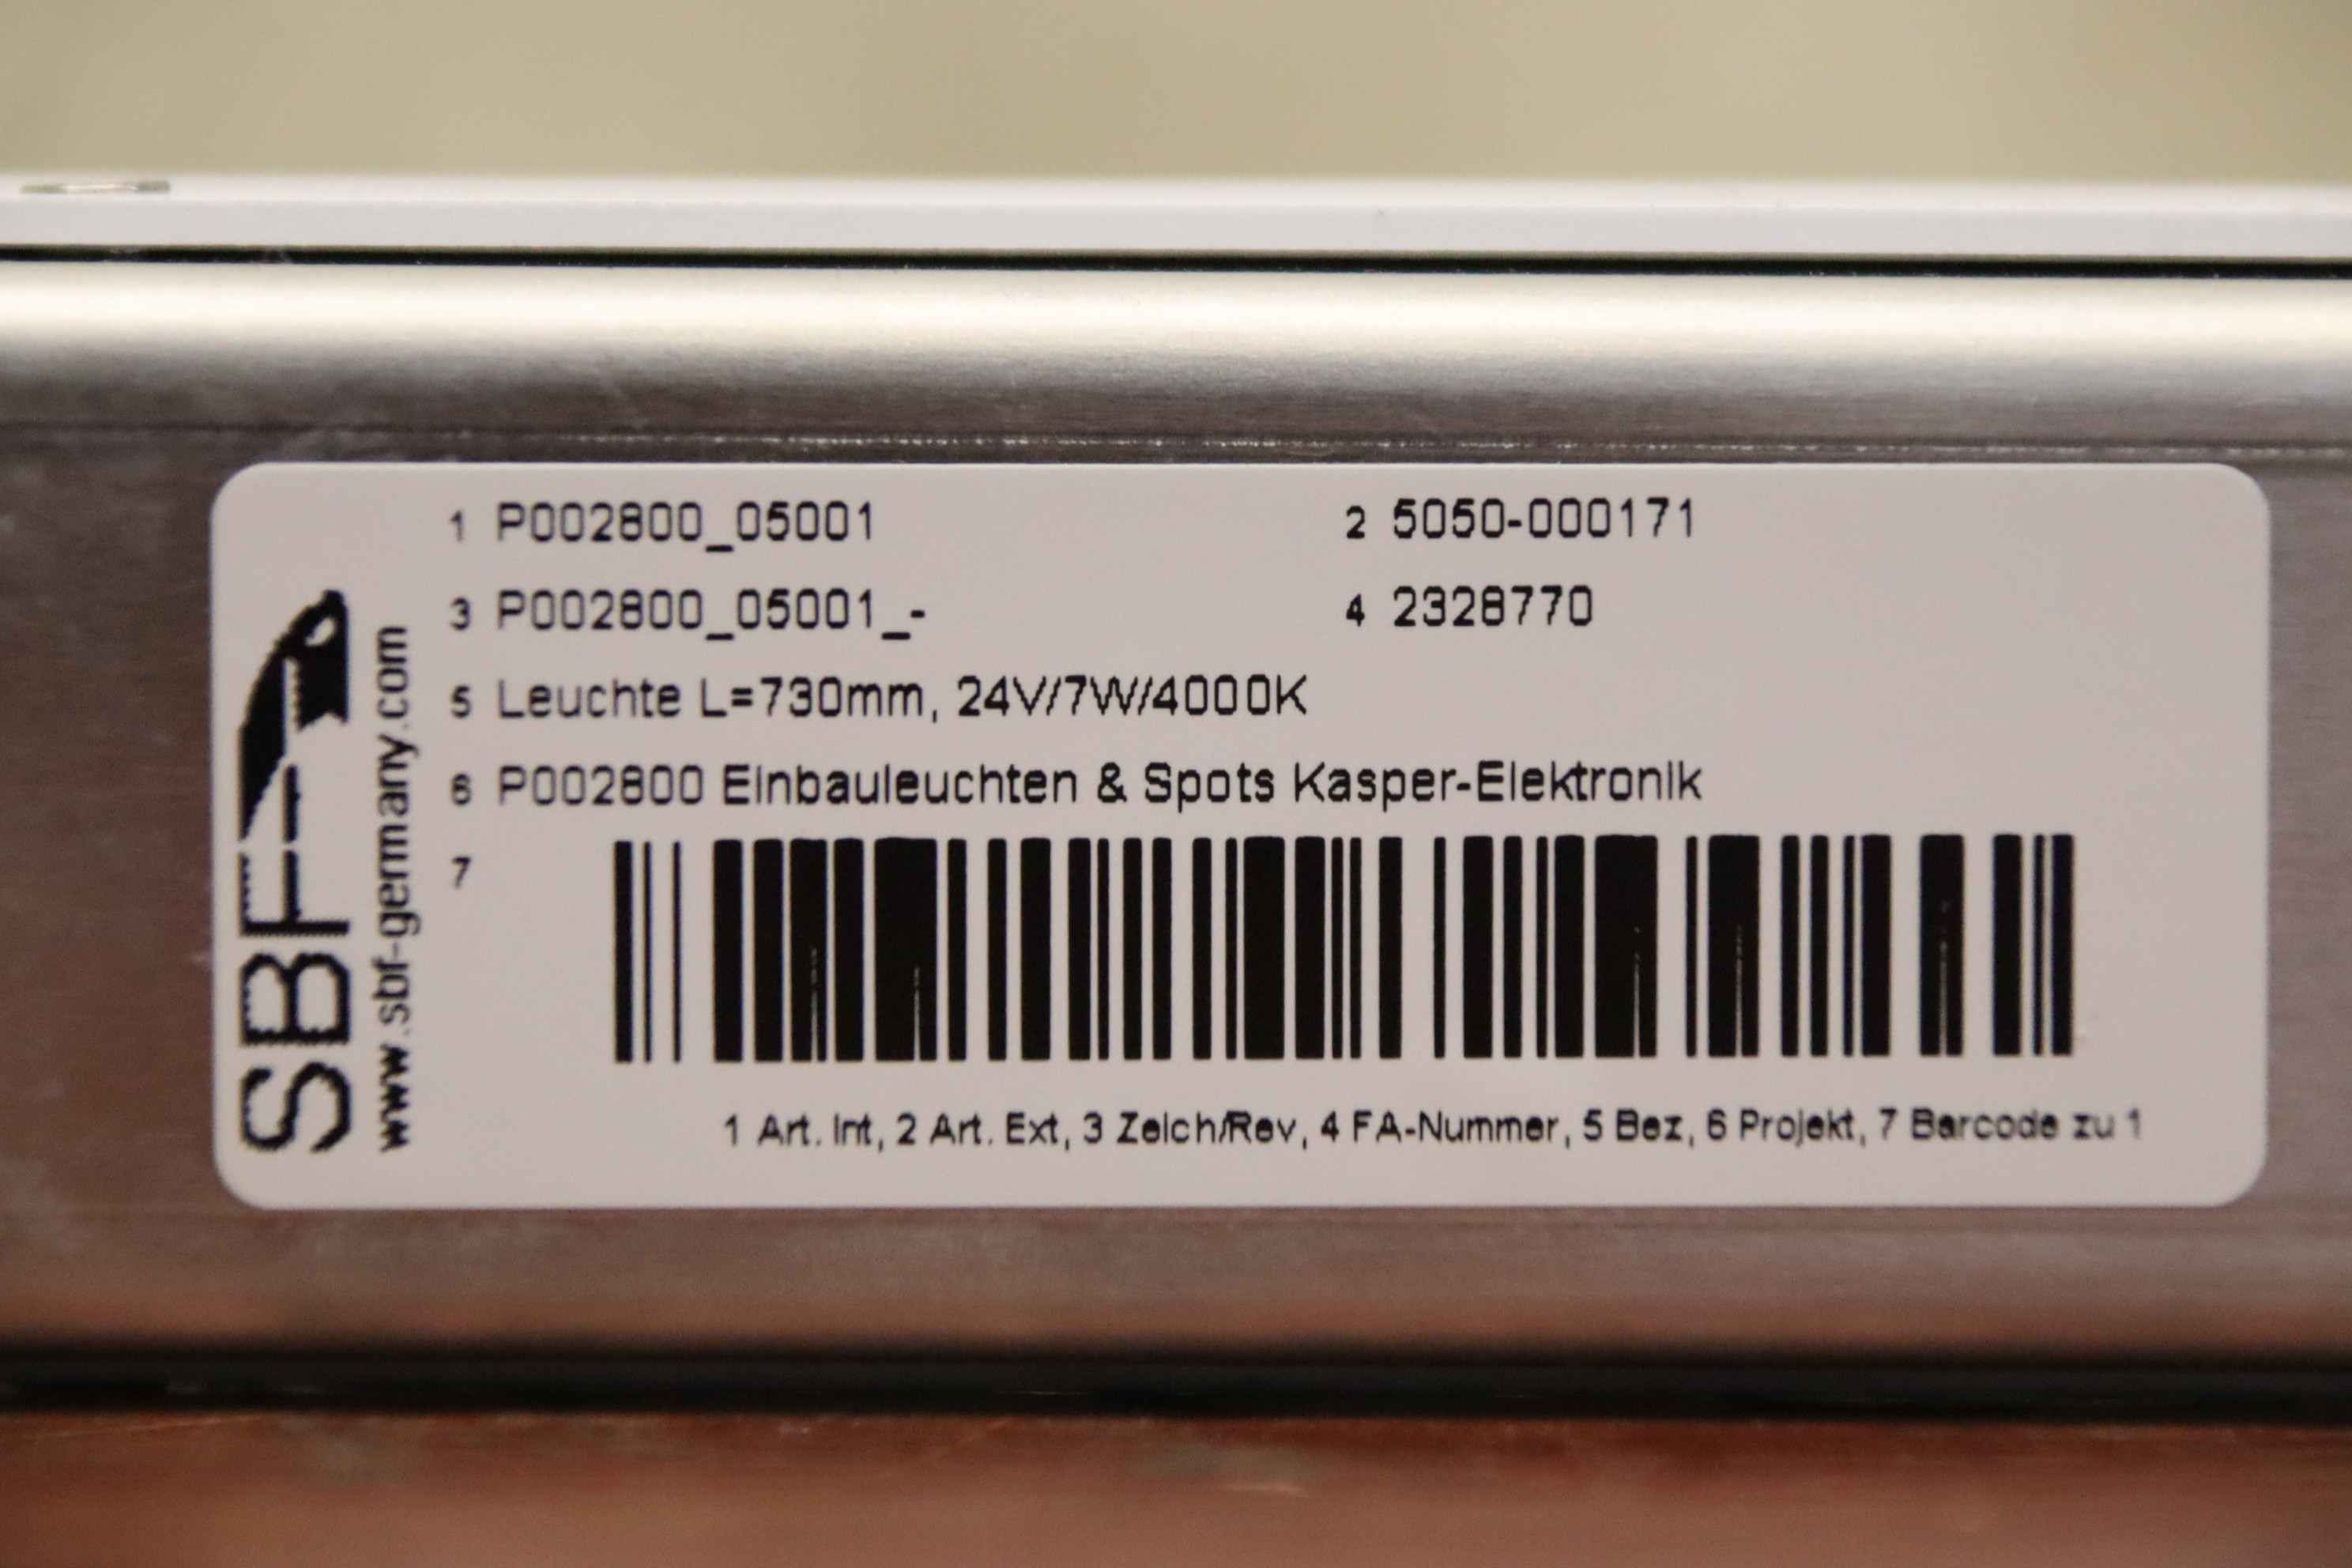 1 P002800_05001 2 5050-000171
3 P002800_05001_- 4 2328770
5 Leuchte L=730mm, 24V/7W/4000K
6 P002800 Einbauleuchten & Spots Kasper-Elektronik
7
1 Art. Int, 2 Art. Ext, 3 Zeich/Rev, 4 FA-Nummer, 5 Bez, 6 Projekt, 7 Barcode zu 1
SBF
www.sbf-germany.com